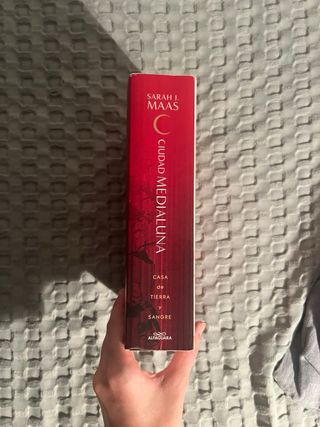 SARAH J.
MAAS
CIUDAD MEDIALUNA
CASA
de
TIERRA
y
SANGRE
ALFAGUARA